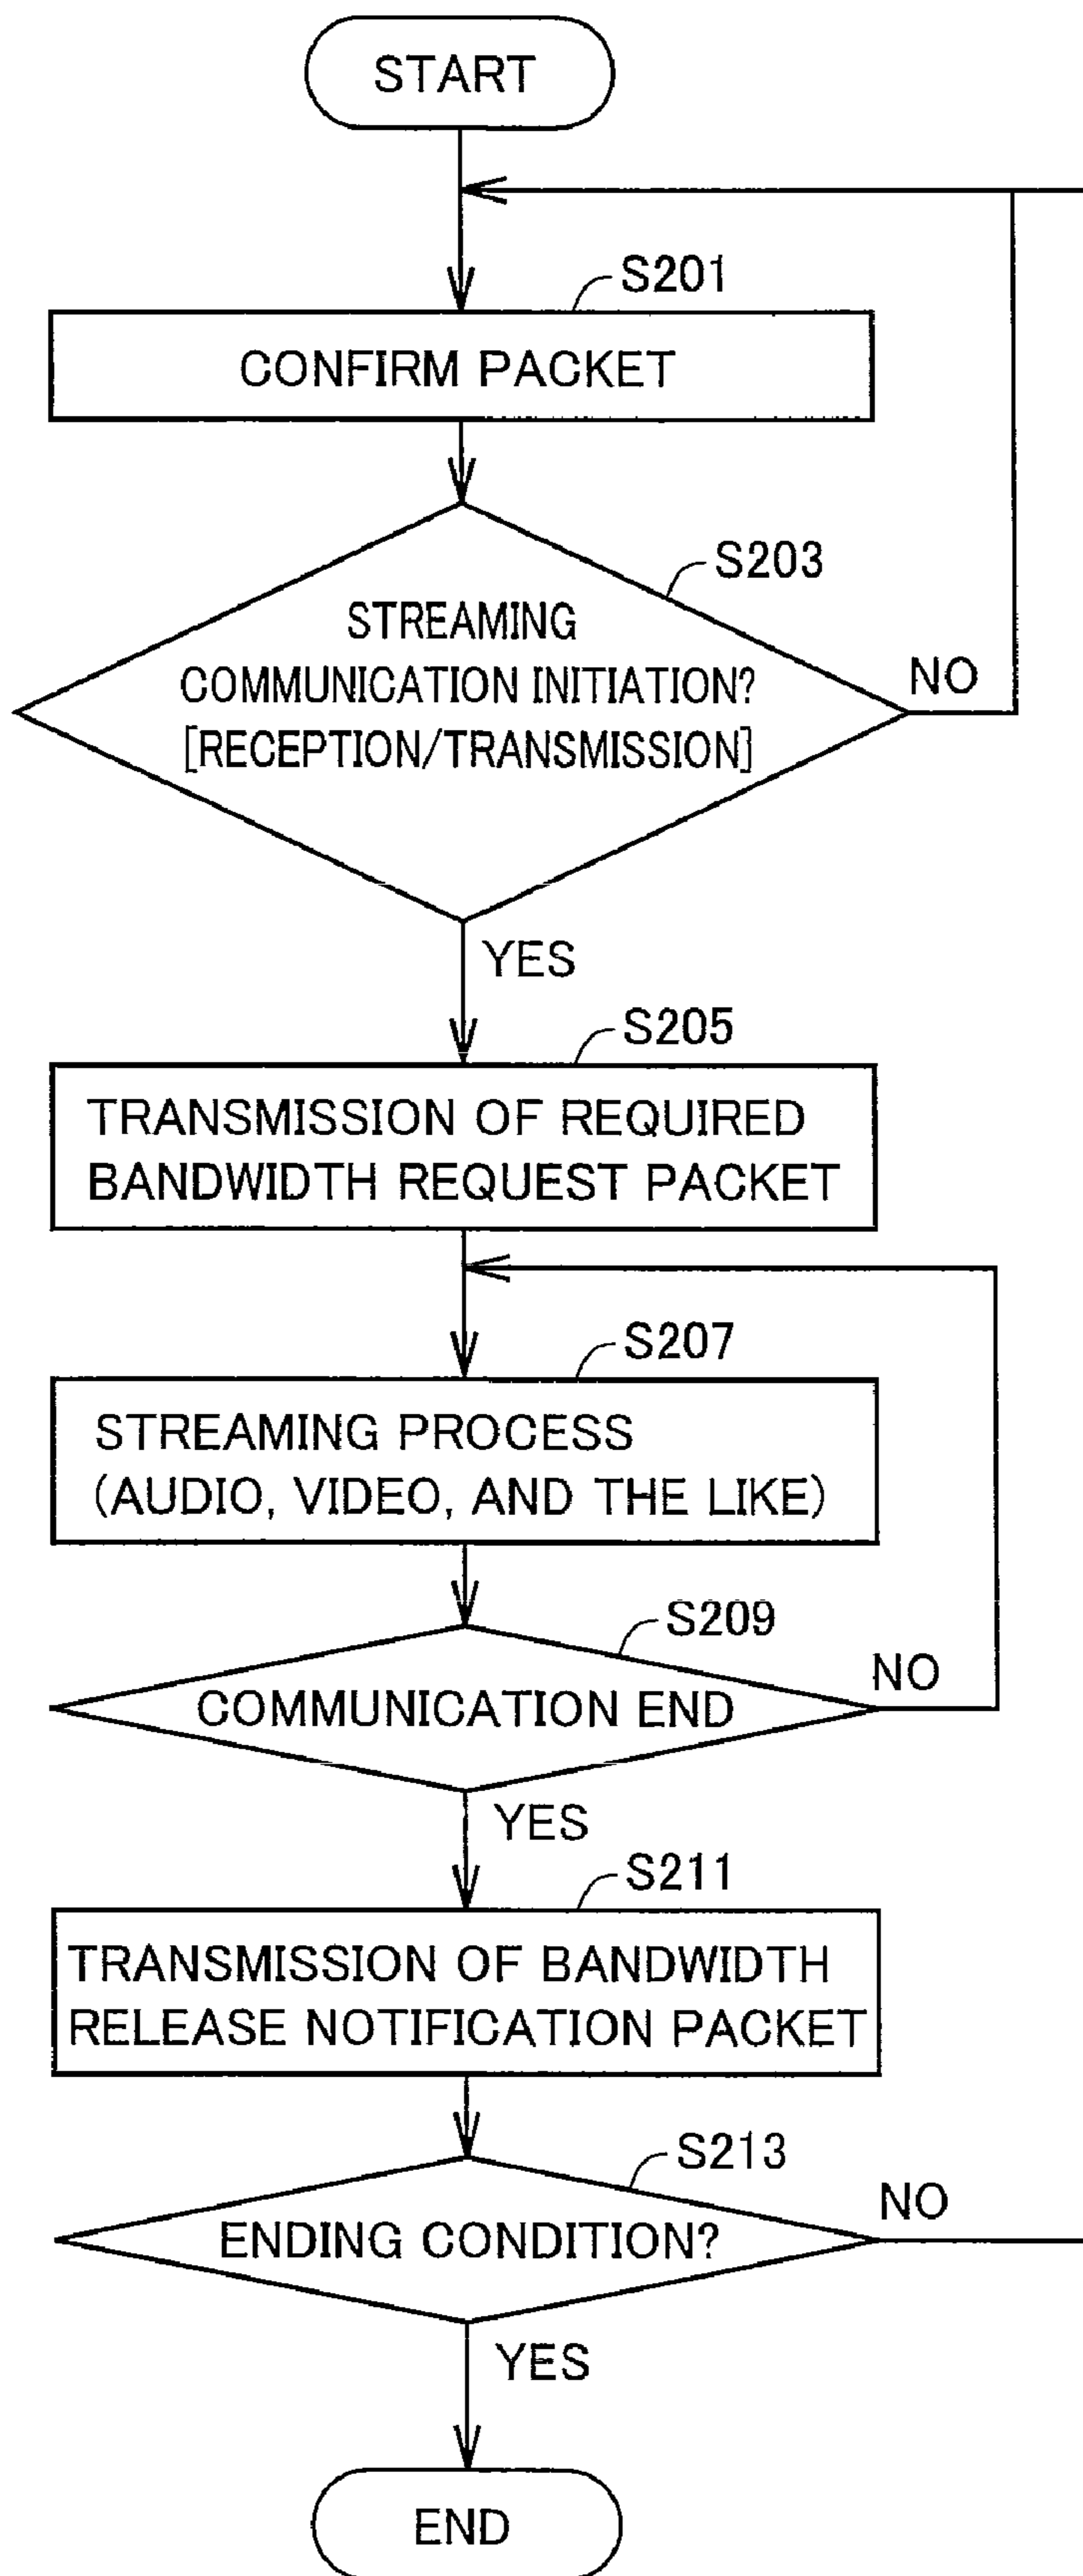 START
S201
CONFIRM PACKET
S203
STREAMING
COMMUNICATION INITIATION?
[RECEPTION/TRANSMISSION]
NO
YES
S205
TRANSMISSION OF REQUIRED
BANDWIDTH REQUEST PACKET
S207
STREAMING PROCESS
(AUDIO, VIDEO, AND THE LIKE)
S209
COMMUNICATION END
NO
YES
S211
TRANSMISSION OF BANDWIDTH
RELEASE NOTIFICATION PACKET
S213
ENDING CONDITION?
NO
YES
END